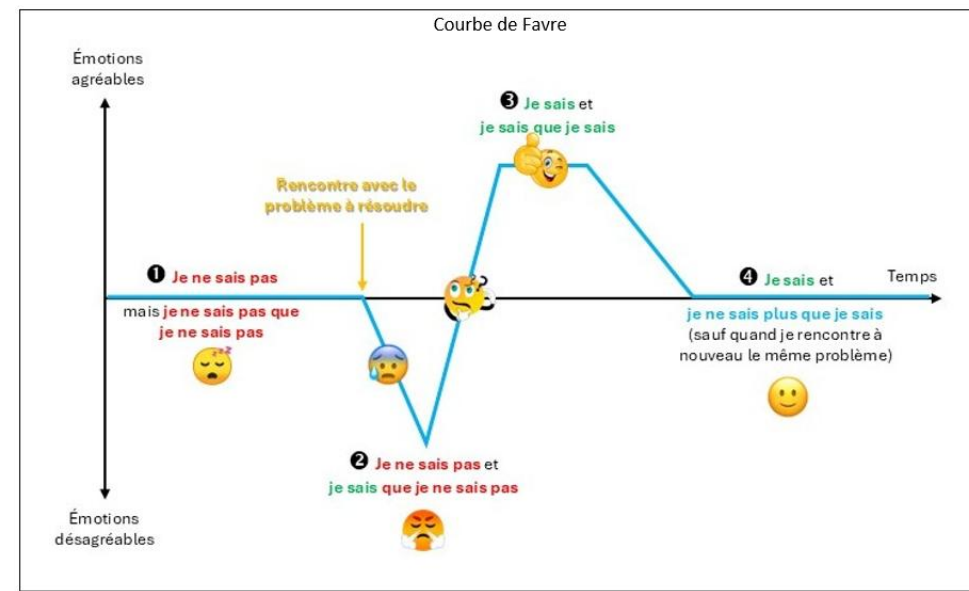 Courbe de Favre
Émotions
agréables
❸ Je sais et
je sais que je sais
Rencontre avec le
problème à résoudre
❶ Je ne sais pas
mais je ne sais pas que
je ne sais pas
❹ Je sais et
Temps
je ne sais plus que je sais
(sauf quand je rencontre à
nouveau le même problème)
❷ Je ne sais pas et
je sais que je ne sais pas
Émotions
désagréables